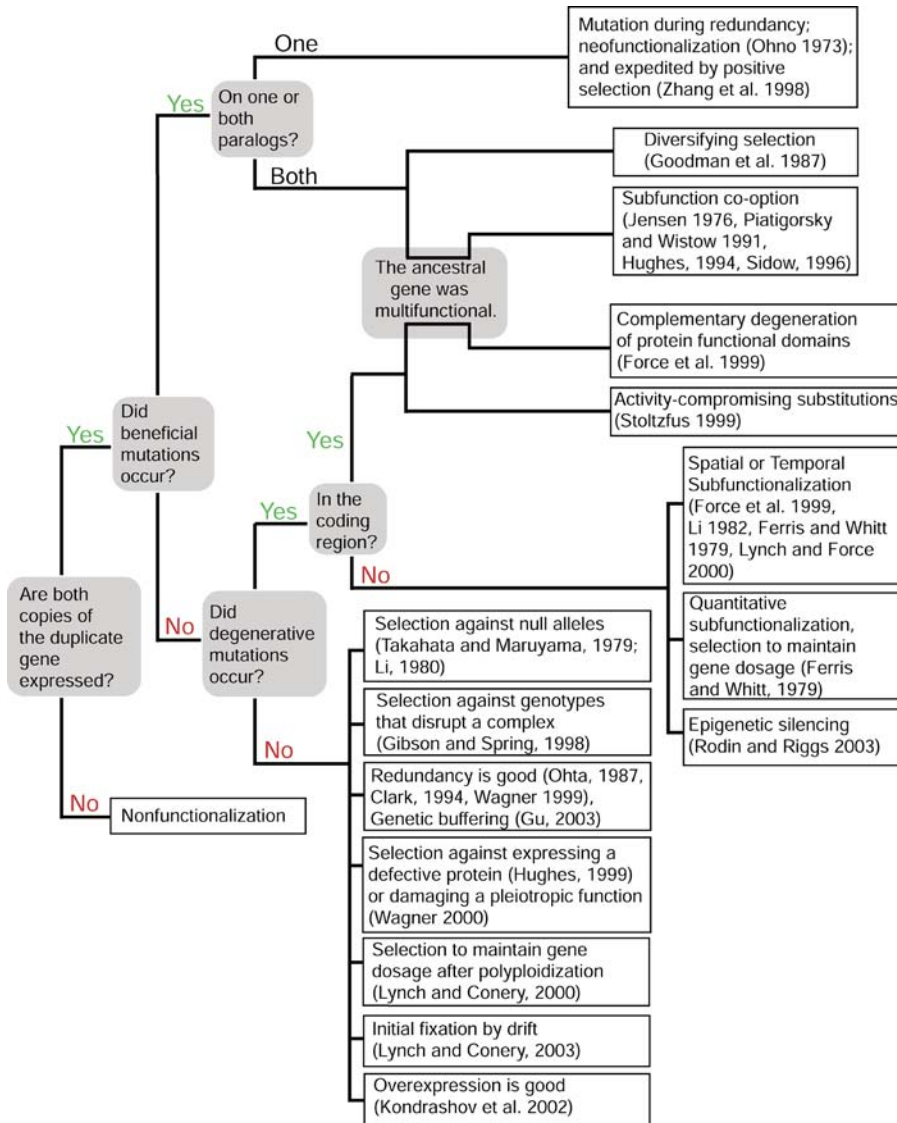 One
Mutation during redundancy;
neofunctionalization (Ohno 1973);
and expedited by positive
selection (Zhang et al. 1998)
Yes
On one or
both
paralogs?
Both
Diversifying selection
(Goodman et al. 1987)
Subfunction co-option
(Jensen 1976, Piatigorsky
and Wistow 1991,
Hughes, 1994, Sidow, 1996)
The ancestral
gene was
multifunctional.
Complementary degeneration
of protein functional domains
(Force et al. 1999)
Activity-compromising substitutions
(Stoltzfus 1999)
Yes
Did
beneficial
mutations
occur?
Yes
Yes
In the
coding
region?
No
Spatial or Temporal
Subfunctionalization
(Force et al. 1999,
Li 1982, Ferris and Whitt
1979, Lynch and Force
2000)
Quantitative
subfunctionalization,
selection to maintain
gene dosage (Ferris
and Whitt, 1979)
Epigenetic silencing
(Rodin and Riggs 2003)
Are both
copies of
the duplicate
gene
expressed?
No
Did
degenerative
mutations
occur?
No
Selection against null alleles
(Takahata and Maruyama, 1979;
Li, 1980)
Selection against genotypes
that disrupt a complex
(Gibson and Spring, 1998)
Redundancy is good (Ohta, 1987,
Clark, 1994, Wagner 1999),
Genetic buffering (Gu, 2003)
No
Nonfunctionalization
Selection against expressing a
defective protein (Hughes, 1999)
or damaging a pleiotropic function
(Wagner 2000)
Selection to maintain gene
dosage after polyploidization
(Lynch and Conery, 2000)
Initial fixation by drift
(Lynch and Conery, 2003)
Overexpression is good
(Kondrashov et al. 2002)